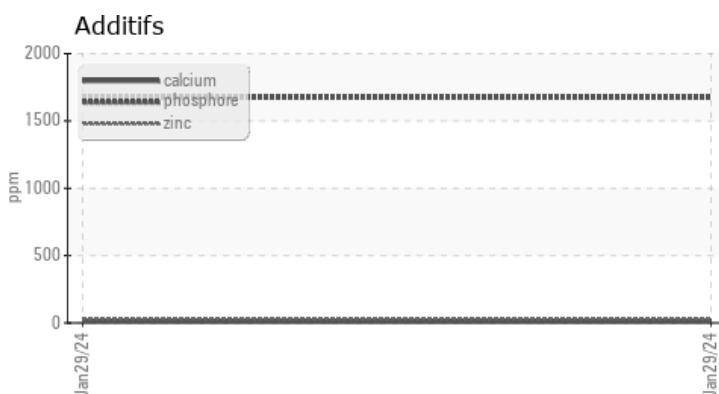 Additifs
2000
1500
1000
500
0
ppm
calcium
phosphore
zinc
Jan29/24
Jan29/24